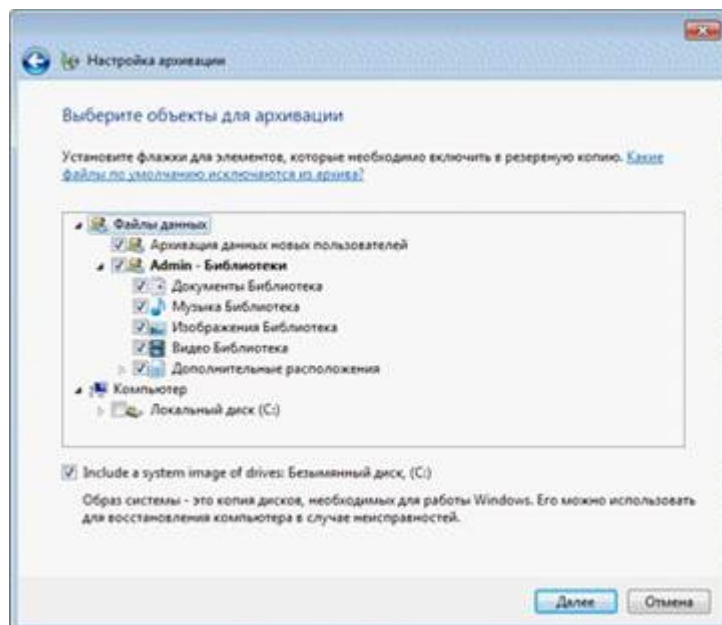 Настройка архивации
Выберите объекты для архивации
Установите флажки для элементов, которые необходимо включить в резервную копию. Какие
файлы по умолчанию исключаются из архива?
Файлы данных
Архивация данных новых пользователей
Admin - Библиотеки
Документы Библиотека
Музыка Библиотека
Изображения Библиотека
Видео Библиотека
Дополнительные расположения
Компьютер
Локальный диск (C:)
Include a system image of drives: Безымянный диск, (C:)
Образ системы - это копия дисков, необходимых для работы Windows. Его можно использовать
для восстановления компьютера в случае неисправностей.
Далее
Отмена